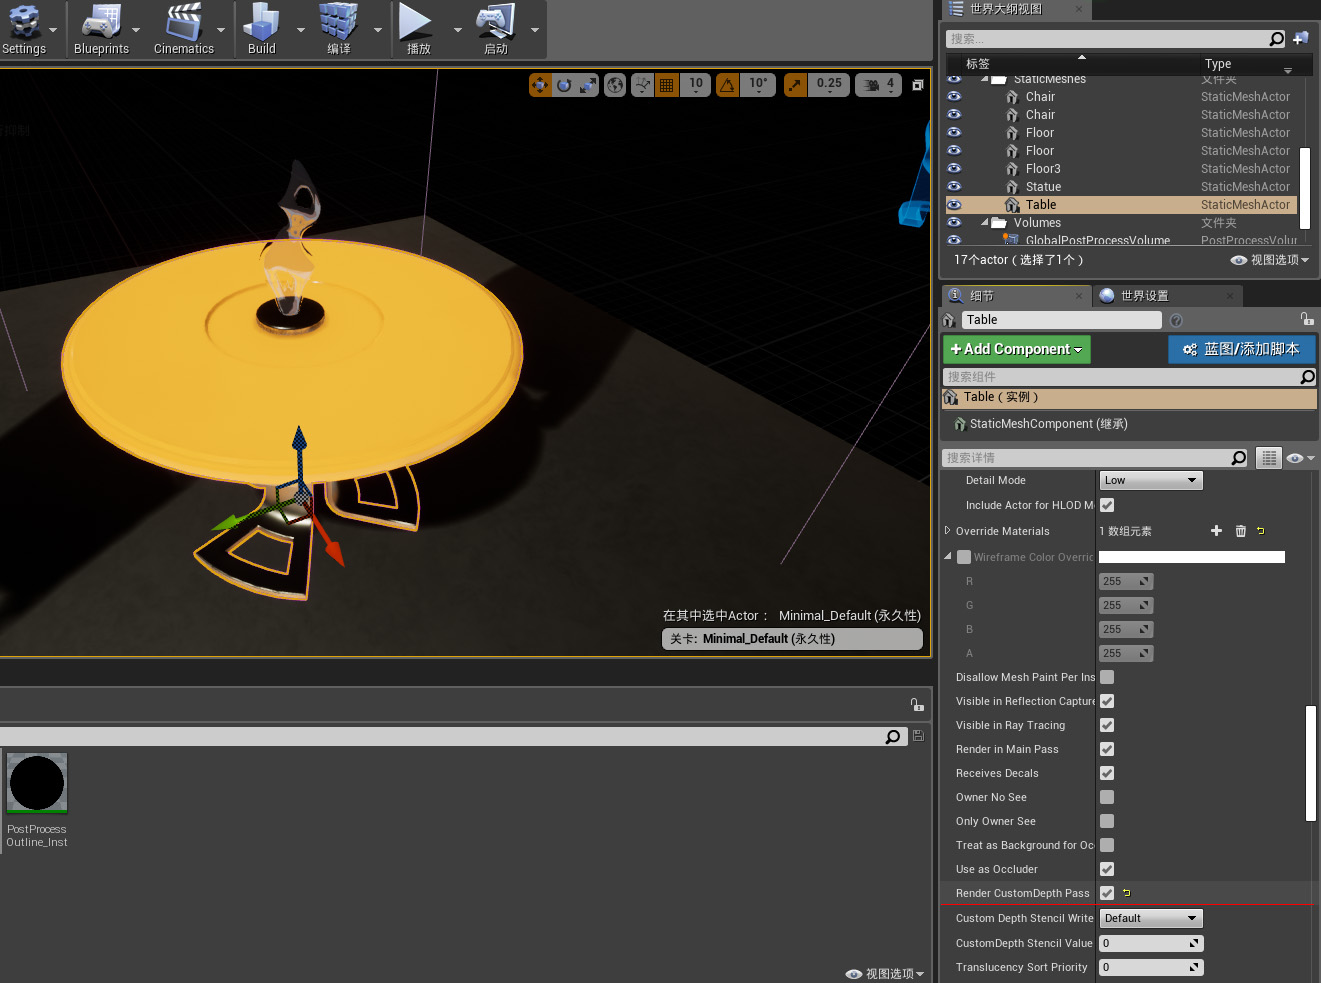 Settings
Blueprints
Cinematics
Build
编译
播放
启动
10
10°
0.25
4
在其中选中Actor： Minimal_Default (永久性)
关卡: Minimal_Default (永久性)
PostProcess
Outline_Inst
视图选项
世界大纲视图
搜索...
标签 Type
StaticMeshes 文件夹
Chair StaticMeshActor
Chair StaticMeshActor
Floor StaticMeshActor
Floor StaticMeshActor
Floor3 StaticMeshActor
Statue StaticMeshActor
Table StaticMeshActor
Volumes 文件夹
GlobalPostProcessVolume PostProcessVolur
17个actor（选择了1个）
视图选项
细节
世界设置
Table
+Add Component
蓝图/添加脚本
搜索组件
Table（实例）
StaticMeshComponent (继承)
搜索详情
Detail Mode Low
Include Actor for HLOD M
Override Materials 1 数组元素
Wireframe Color Overric
R 255
G 255
B 255
A 255
Disallow Mesh Paint Per Ins
Visible in Reflection Capture
Visible in Ray Tracing
Render in Main Pass
Receives Decals
Owner No See
Only Owner See
Treat as Background for Oc
Use as Occluder
Render CustomDepth Pass
Custom Depth Stencil Write Default
CustomDepth Stencil Value 0
Translucency Sort Priority 0